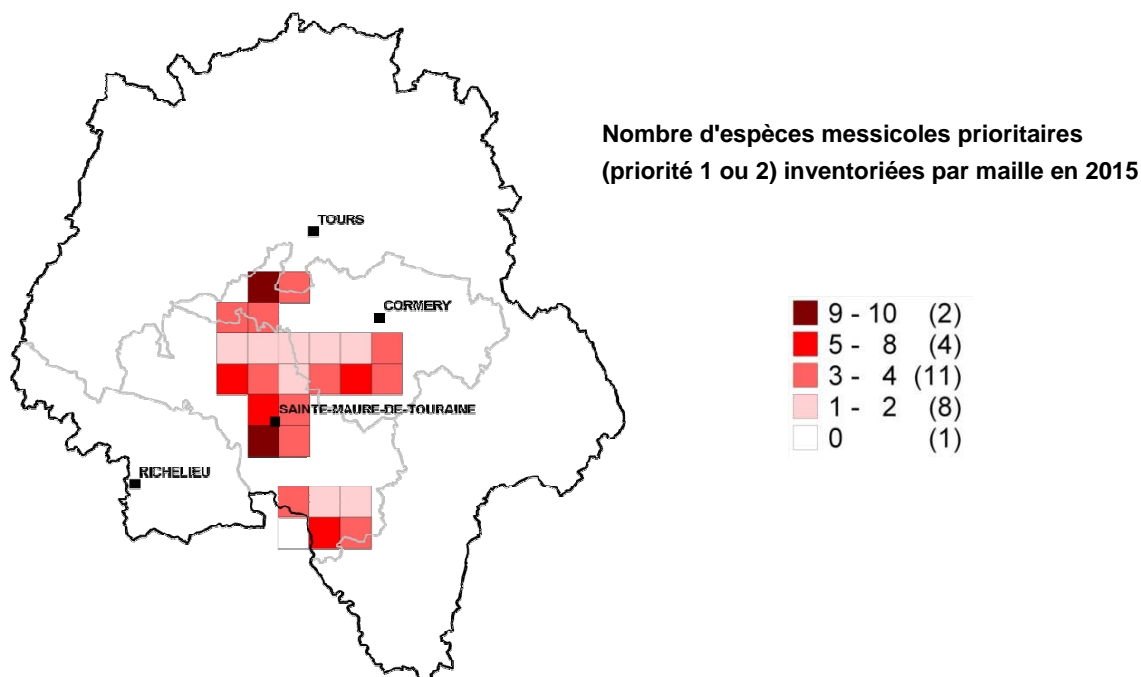 Nombre d'espèces messicoles prioritaires
(priorité 1 ou 2) inventoriées par maille en 2015
TOURS
CORMERY
SAINTE-MAURE-DE-TOURAINE
RICHELIEU
9 - 10 (2)
5 - 8 (4)
3 - 4 (11)
1 - 2 (8)
0 (1)